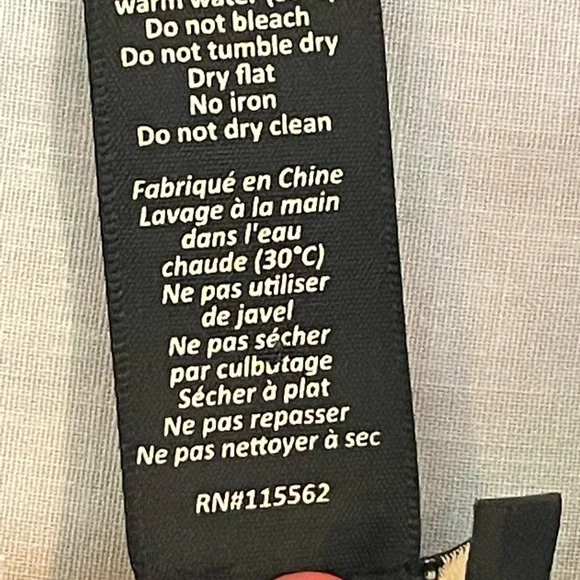 warm water
Do not bleach
Do not tumble dry
Dry flat
No iron
Do not dry clean
Fabriqué en Chine
Lavage à la main
dans l'eau
chaude (30°C)
Ne pas utiliser
de javel
Ne pas sécher
par culbutage
Sécher à plat
Ne pas repasser
Ne pas nettoyer à sec
RN#115562